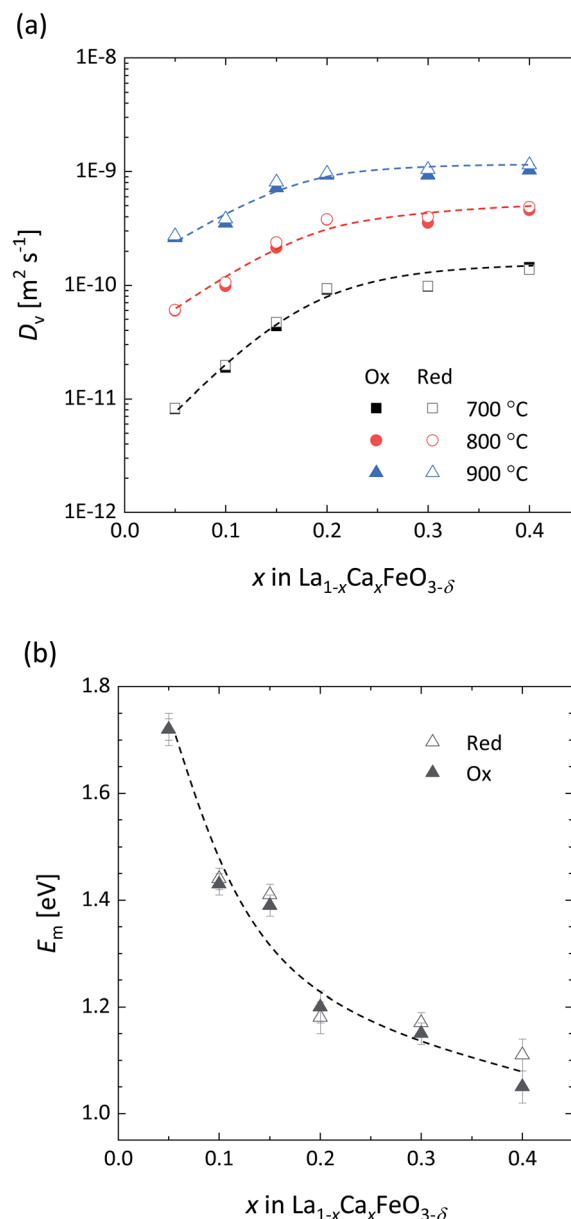 (a)
1E-8
1E-9
1E-10
1E-11
1E-12
D_v [m² s⁻¹]
Ox Red
700 °C
800 °C
900 °C
0.0 0.1 0.2 0.3 0.4
x in La₁₋ₓCaₓFeO₃₋δ
(b)
1.8
1.6
1.4
1.2
1.0
E_m [eV]
Red
Ox
0.0 0.1 0.2 0.3 0.4
x in La₁₋ₓCaₓFeO₃₋δ